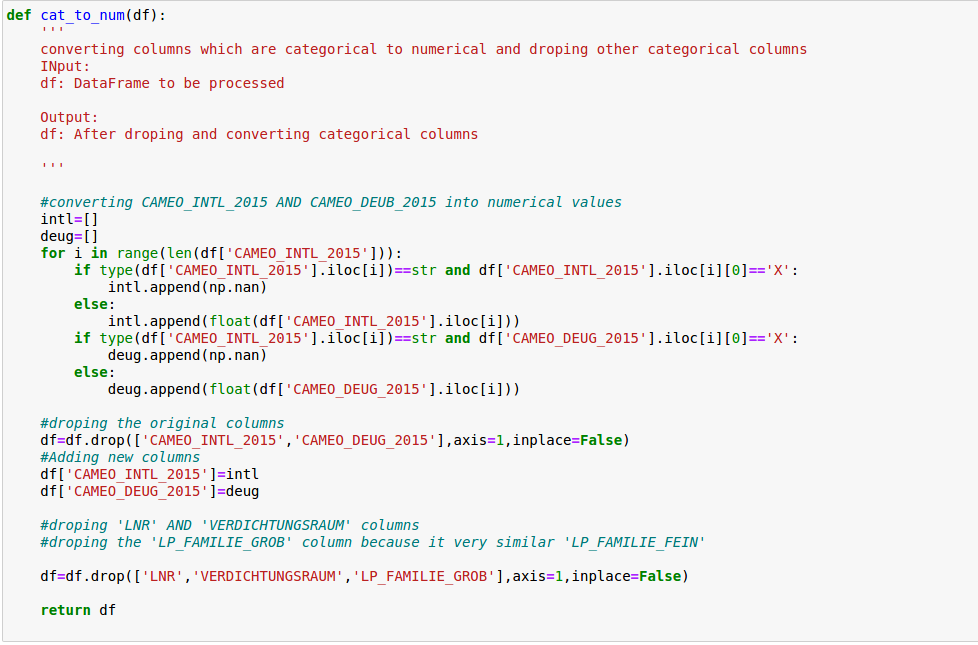 def cat_to_num(df):
    '''
    converting columns which are categorical to numerical and droping other categorical columns
    INput:
    df: DataFrame to be processed

    Output:
    df: After droping and converting categorical columns

    '''

    #converting CAMEO_INTL_2015 AND CAMEO_DEUB_2015 into numerical values
    intl=[]
    deug=[]
    for i in range(len(df['CAMEO_INTL_2015'])):
        if type(df['CAMEO_INTL_2015'].iloc[i])==str and df['CAMEO_INTL_2015'].iloc[i][0]=='X':
            intl.append(np.nan)
        else:
            intl.append(float(df['CAMEO_INTL_2015'].iloc[i]))
        if type(df['CAMEO_INTL_2015'].iloc[i])==str and df['CAMEO_DEUG_2015'].iloc[i][0]=='X':
            deug.append(np.nan)
        else:
            deug.append(float(df['CAMEO_DEUG_2015'].iloc[i]))

    #droping the original columns
    df=df.drop(['CAMEO_INTL_2015','CAMEO_DEUG_2015'],axis=1,inplace=False)
    #Adding new columns
    df['CAMEO_INTL_2015']=intl
    df['CAMEO_DEUG_2015']=deug

    #droping 'LNR' AND 'VERDICHTUNGSRAUM' columns
    #droping the 'LP_FAMILIE_GROB' column because it very similar 'LP_FAMILIE_FEIN'

    df=df.drop(['LNR','VERDICHTUNGSRAUM','LP_FAMILIE_GROB'],axis=1,inplace=False)

    return df